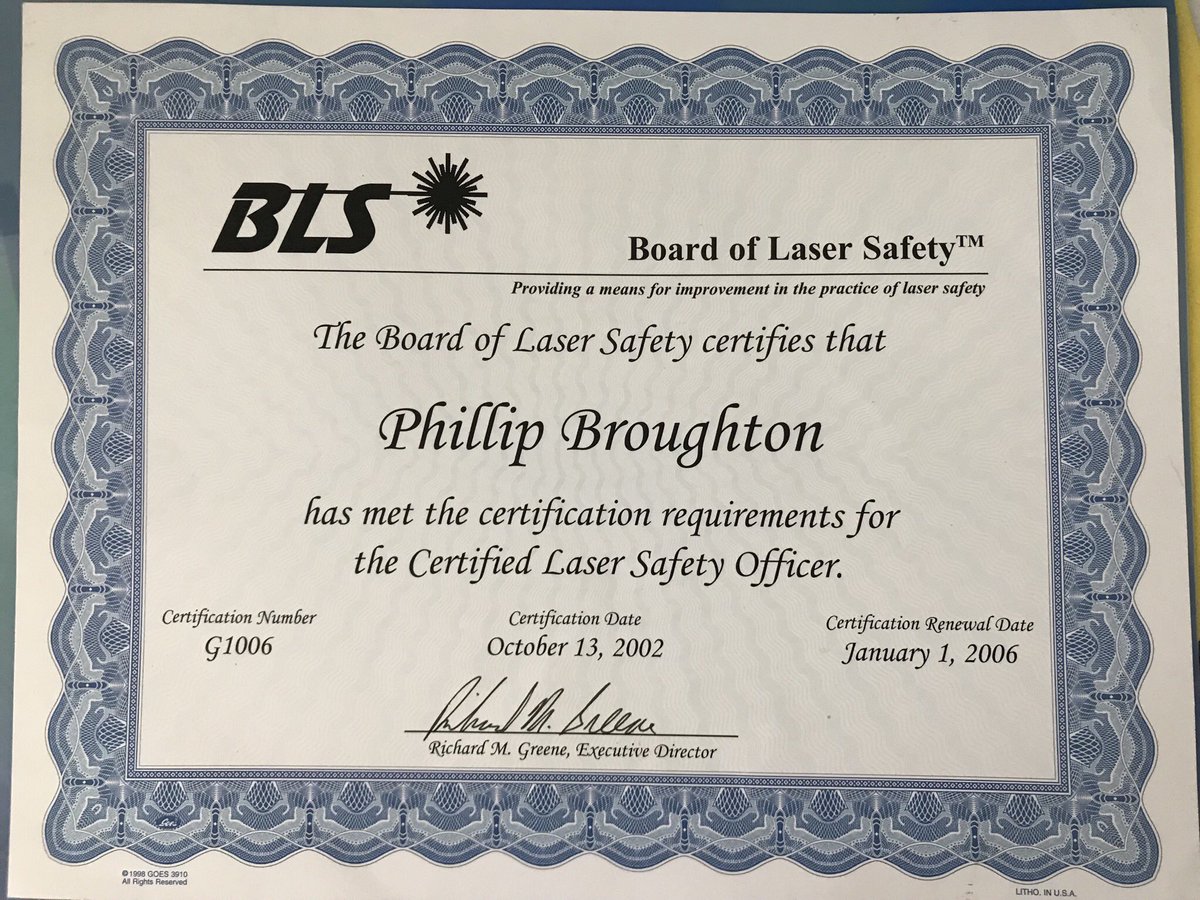 BLS
Board of Laser Safety™
Providing a means for improvement in the practice of laser safety
The Board of Laser Safety certifies that
Phillip Broughton
has met the certification requirements for
the Certified Laser Safety Officer.
Certification Number
G1006
Certification Date
October 13, 2002
Certification Renewal Date
January 1, 2006
Richard M. Greene
Richard M. Greene, Executive Director
©1998 GOES 3910
All Rights Reserved
LITHO. IN U.S.A.